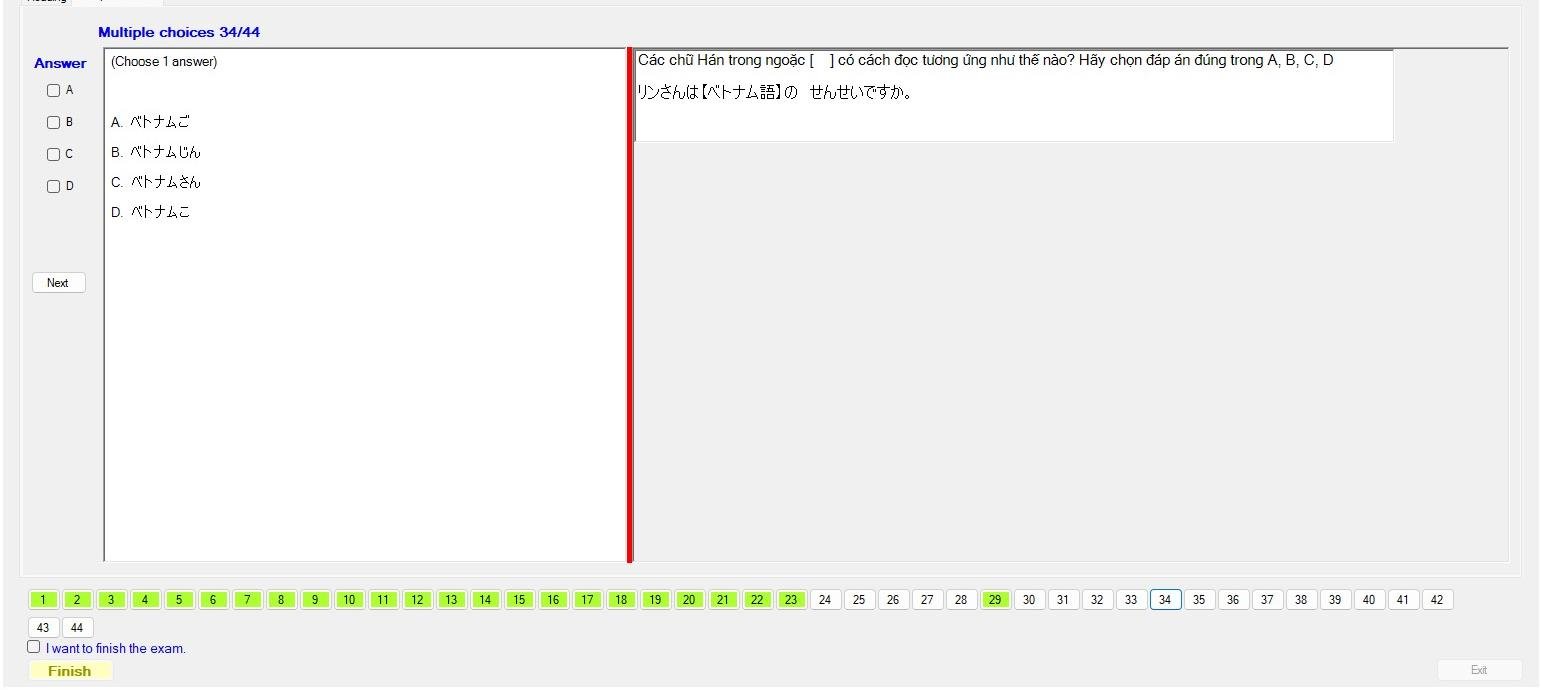 Multiple choices 34/44
Answer
A
B
C
D
Next
(Choose 1 answer)
A. ベトナムご
B. ベトナムじん
C. ベトナムさん
D. ベトナムこ
Các chữ Hán trong ngoặc [ ] có cách đọc tương ứng như thế nào? Hãy chọn đáp án đúng trong A, B, C, D
リンさんは【ベトナム語】の せんせいですか。
1 2 3 4 5 6 7 8 9 10 11 12 13 14 15 16 17 18 19 20 21 22 23 24 25 26 27 28 29 30 31 32 33 34 35 36 37 38 39 40 41 42
43 44
I want to finish the exam.
Finish
Exit